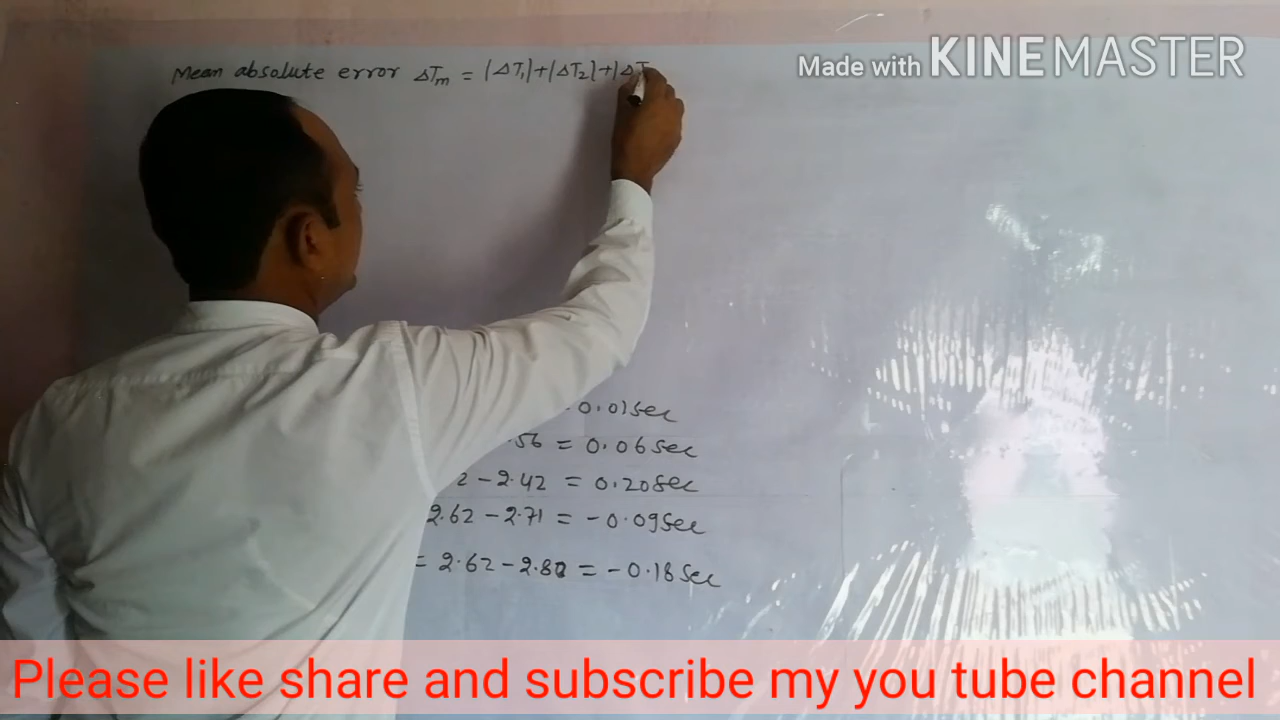 Made with KINEMASTER
Mean absolute error ΔTm = |ΔT1|+|ΔT2|+|ΔT
0.01sec
.56 = 0.06sec
2 – 2.42 = 0.20sec
2.62 – 2.71 = – 0.09sec
= 2.62 – 2.80 = – 0.18sec
Please like share and subscribe my you tube channel